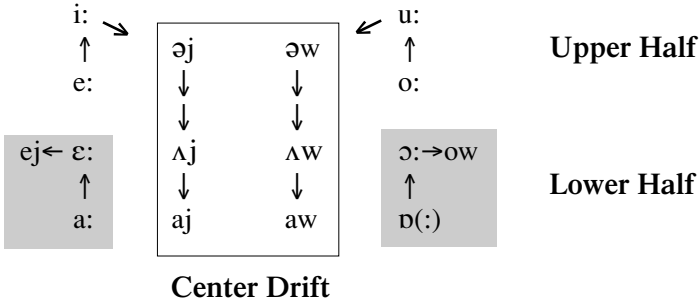 i: u:
əj əw Upper Half
e: o:
ej ← ɛ: ʌj ʌw ɔ: → ow
Lower Half
a: aj aw ɒ(:)
Center Drift